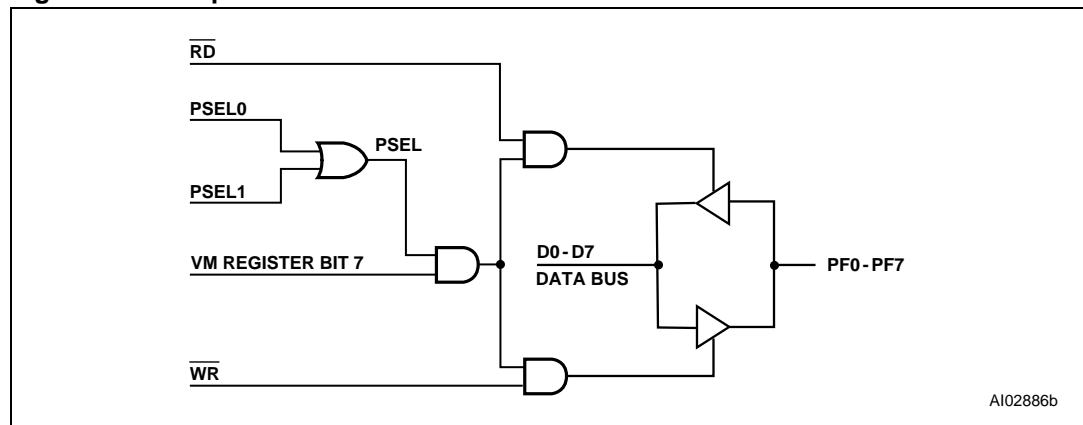 RD
PSEL0
PSEL
PSEL1
D0-D7
VM REGISTER BIT 7
PF0-PF7
DATA BUS
WR
AI02886b